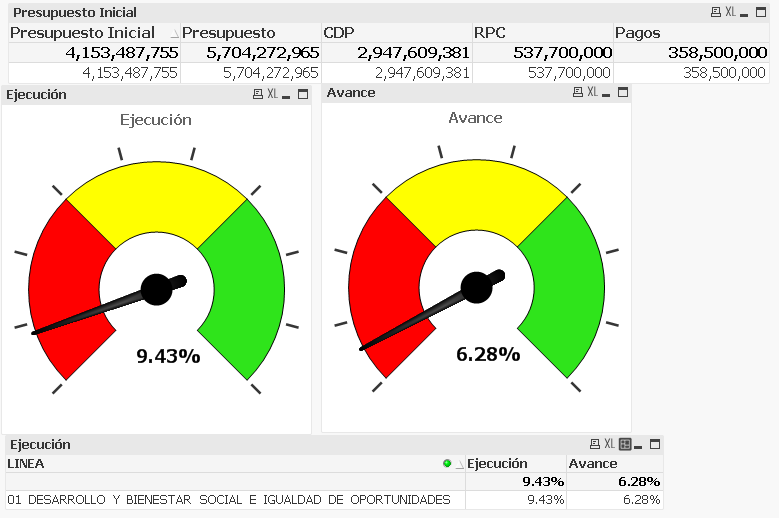 Presupuesto Inicial XL
Presupuesto Inicial Presupuesto CDP RPC Pagos
4,153,487,755 5,704,272,965 2,947,609,381 537,700,000 358,500,000
4,153,487,755 5,704,272,965 2,947,609,381 537,700,000 358,500,000
Ejecución XL
Ejecución
9.43%
Avance XL
Avance
6.28%
Ejecución XL
LINEA Ejecución Avance
9.43% 6.28%
01 DESARROLLO Y BIENESTAR SOCIAL E IGUALDAD DE OPORTUNIDADES 9.43% 6.28%